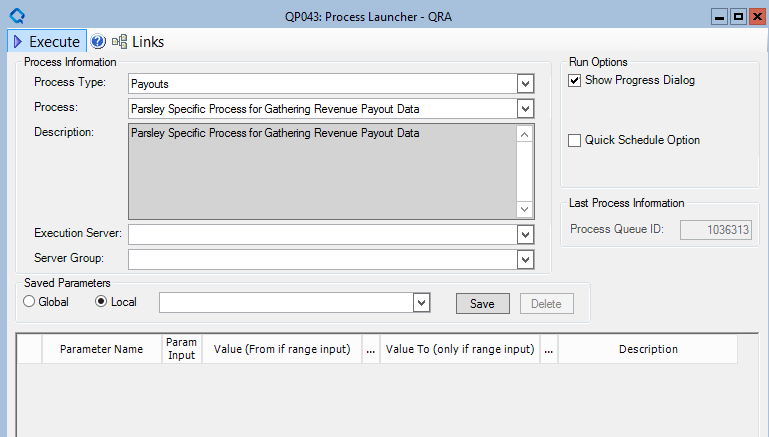 QP043: Process Launcher - QRA
Execute
Links
Process Information
Process Type:
Payouts
Process:
Parsley Specific Process for Gathering Revenue Payout Data
Description:
Parsley Specific Process for Gathering Revenue Payout Data
Execution Server:
Server Group:
Run Options
Show Progress Dialog
Quick Schedule Option
Last Process Information
Process Queue ID:
1036313
Saved Parameters
Global
Local
Save
Delete
Parameter Name
Param
Input
Value (From if range input)
...
Value To (only if range input)
...
Description